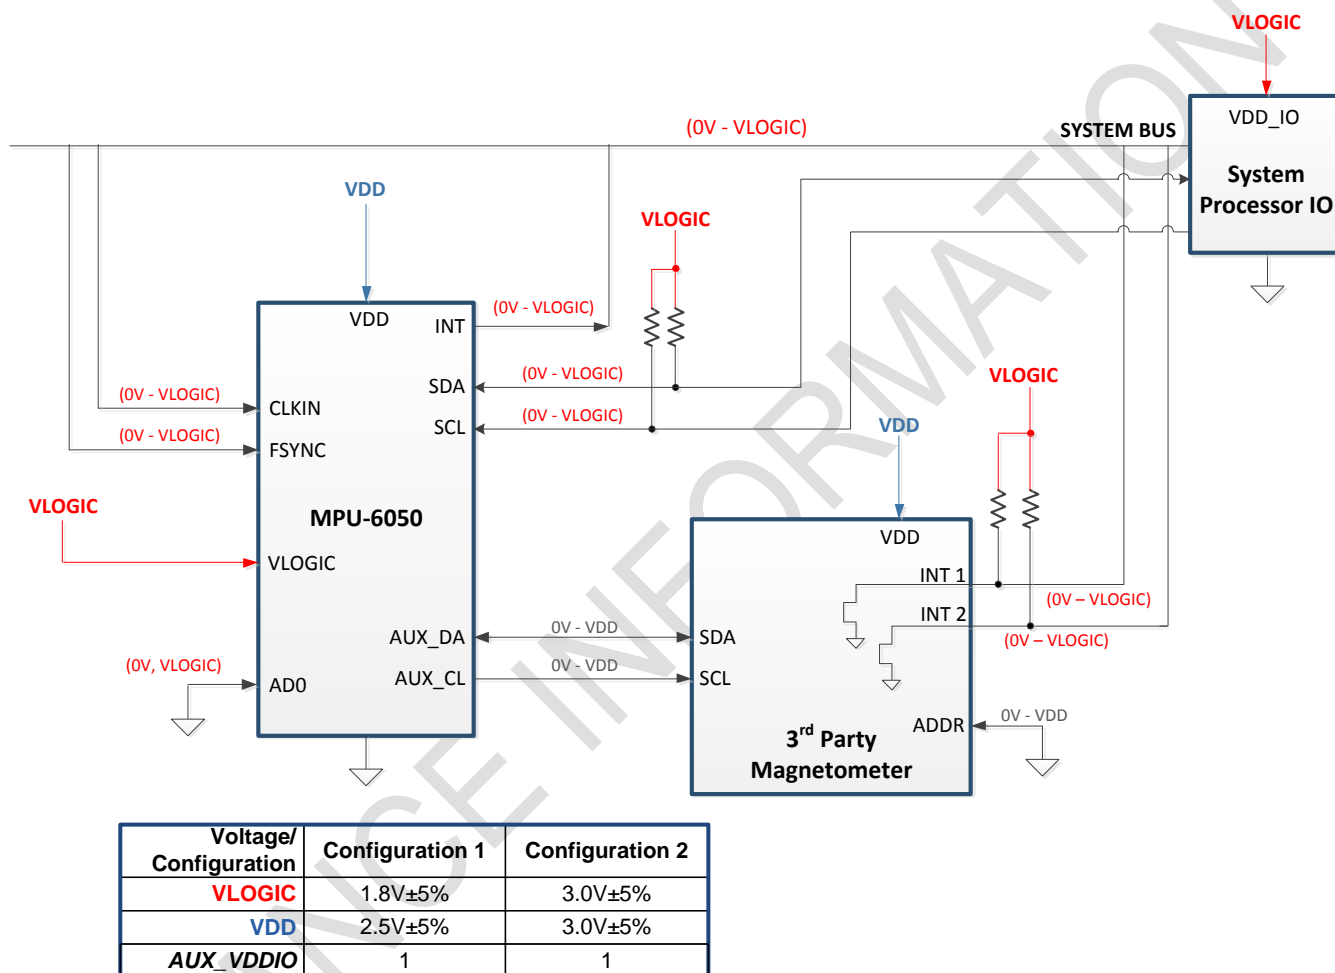 VLOGIC
(0V - VLOGIC)
SYSTEM BUS
VDD_IO
System
Processor IO
VDD
VLOGIC
VDD
INT
(0V - VLOGIC)
SDA
(0V - VLOGIC)
SCL
(0V - VLOGIC)
(0V - VLOGIC)
CLKIN
(0V - VLOGIC)
FSYNC
VLOGIC
MPU-6050
VLOGIC
AUX_DA
0V - VDD
AUX_CL
0V - VDD
(0V, VLOGIC)
AD0
VLOGIC
VDD
VDD
INT 1
(0V – VLOGIC)
INT 2
(0V – VLOGIC)
SDA
SCL
ADDR
0V - VDD
3rd Party
Magnetometer
Voltage/
Configuration Configuration 1 Configuration 2
VLOGIC 1.8V±5% 3.0V±5%
VDD 2.5V±5% 3.0V±5%
AUX_VDDIO 1 1
NCE INFORMATION